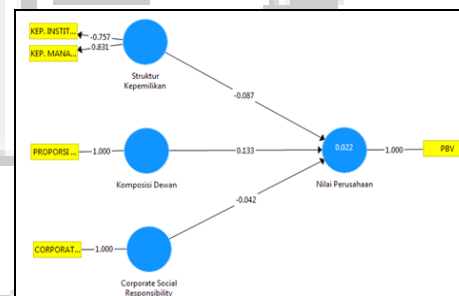 KEP. INSTIT...
-0.757
KEP. MANA...
0.831
Struktur
Kepemilikan
-0.087
PROPORSI ...
1.000
0.133
0.022
1.000
PBV
Komposisi Dewan
Nilai Perusahaan
-0.042
CORPORAT...
1.000
Corporate Social
Responsibility